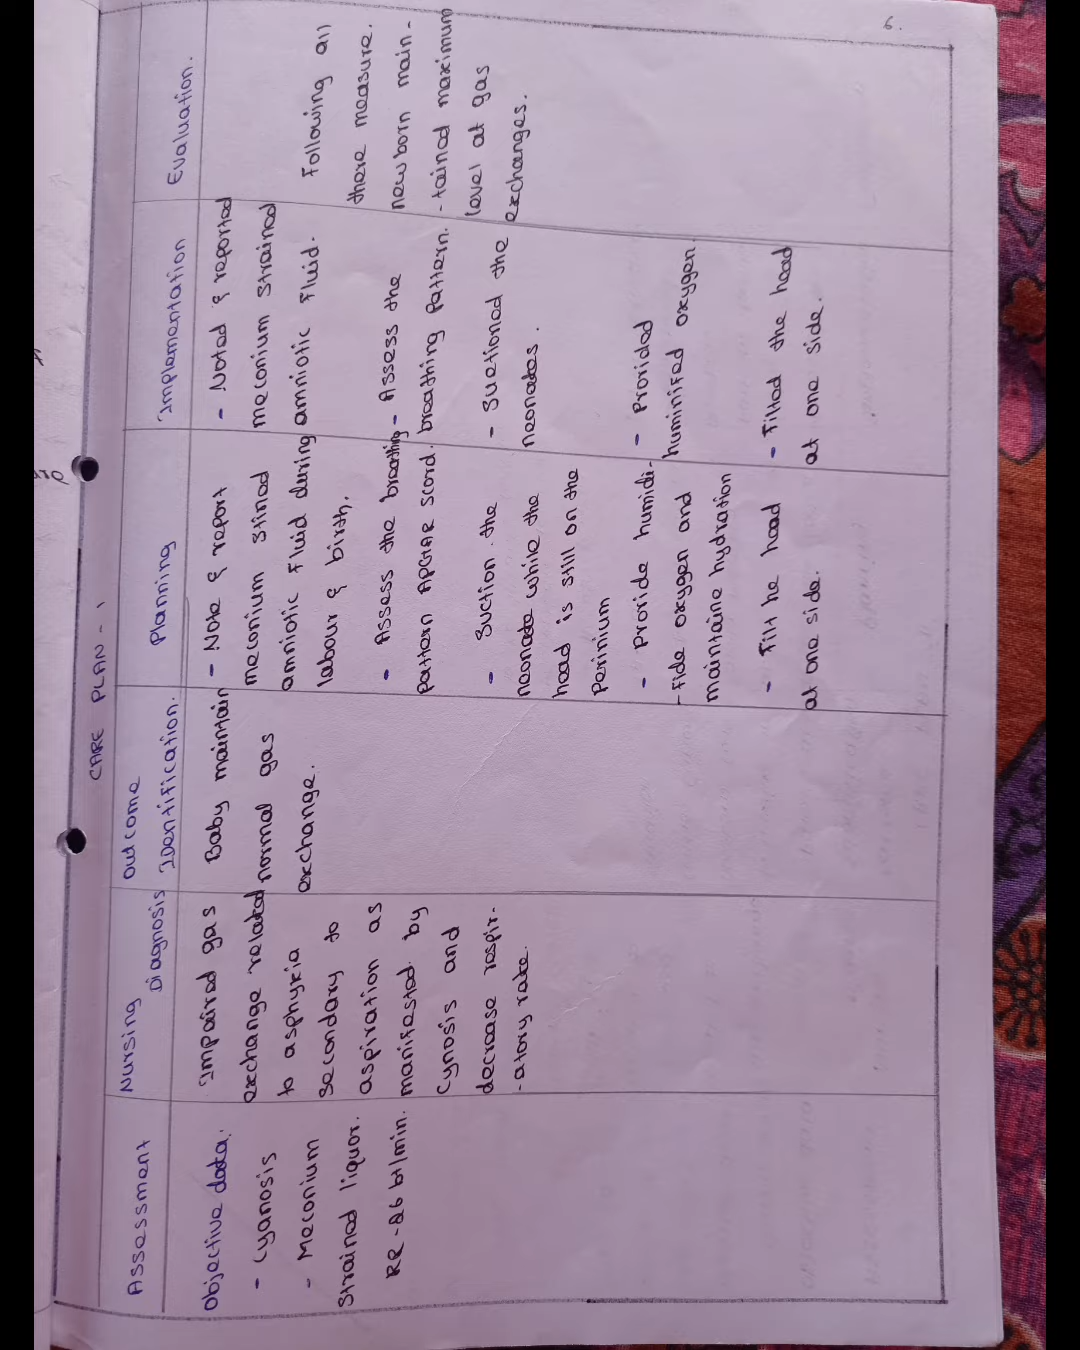 6.
CARE PLAN - 1
Assessment
Objective data.
- Cyanosis
- Meconium
Strained liquor.
RR - 26 bt/min.
Nursing
Diagnosis
Impaired gas
exchange related
to asphyxia
secondary to
aspiration as
manifested by
Cynosis and
decrease respir-
-atory rate.
Outcome
Identification.
Baby maintain
normal gas
exchange.
Planning
- Note & report
meconium stined
amniotic fluid during
labour & birth.
- Assess the breathing
pattern APGAR scord.
- Suction the
neonate while the
head is still on the
Perinium
- Provide humidi-
-fide oxygen and
maintaine hydration
- Tilt he head
at one side.
Implementation
- Noted & reported
meconium strained
amniotic fluid.
- Assess the
breathing Pattern.
- Suctioned the
neonates.
- Provided
huminifed oxygen
- Tilted the head
at one side.
Evaluation.
Following all
there measure.
newborn main-
-tained maximum
level at gas
exchanges.